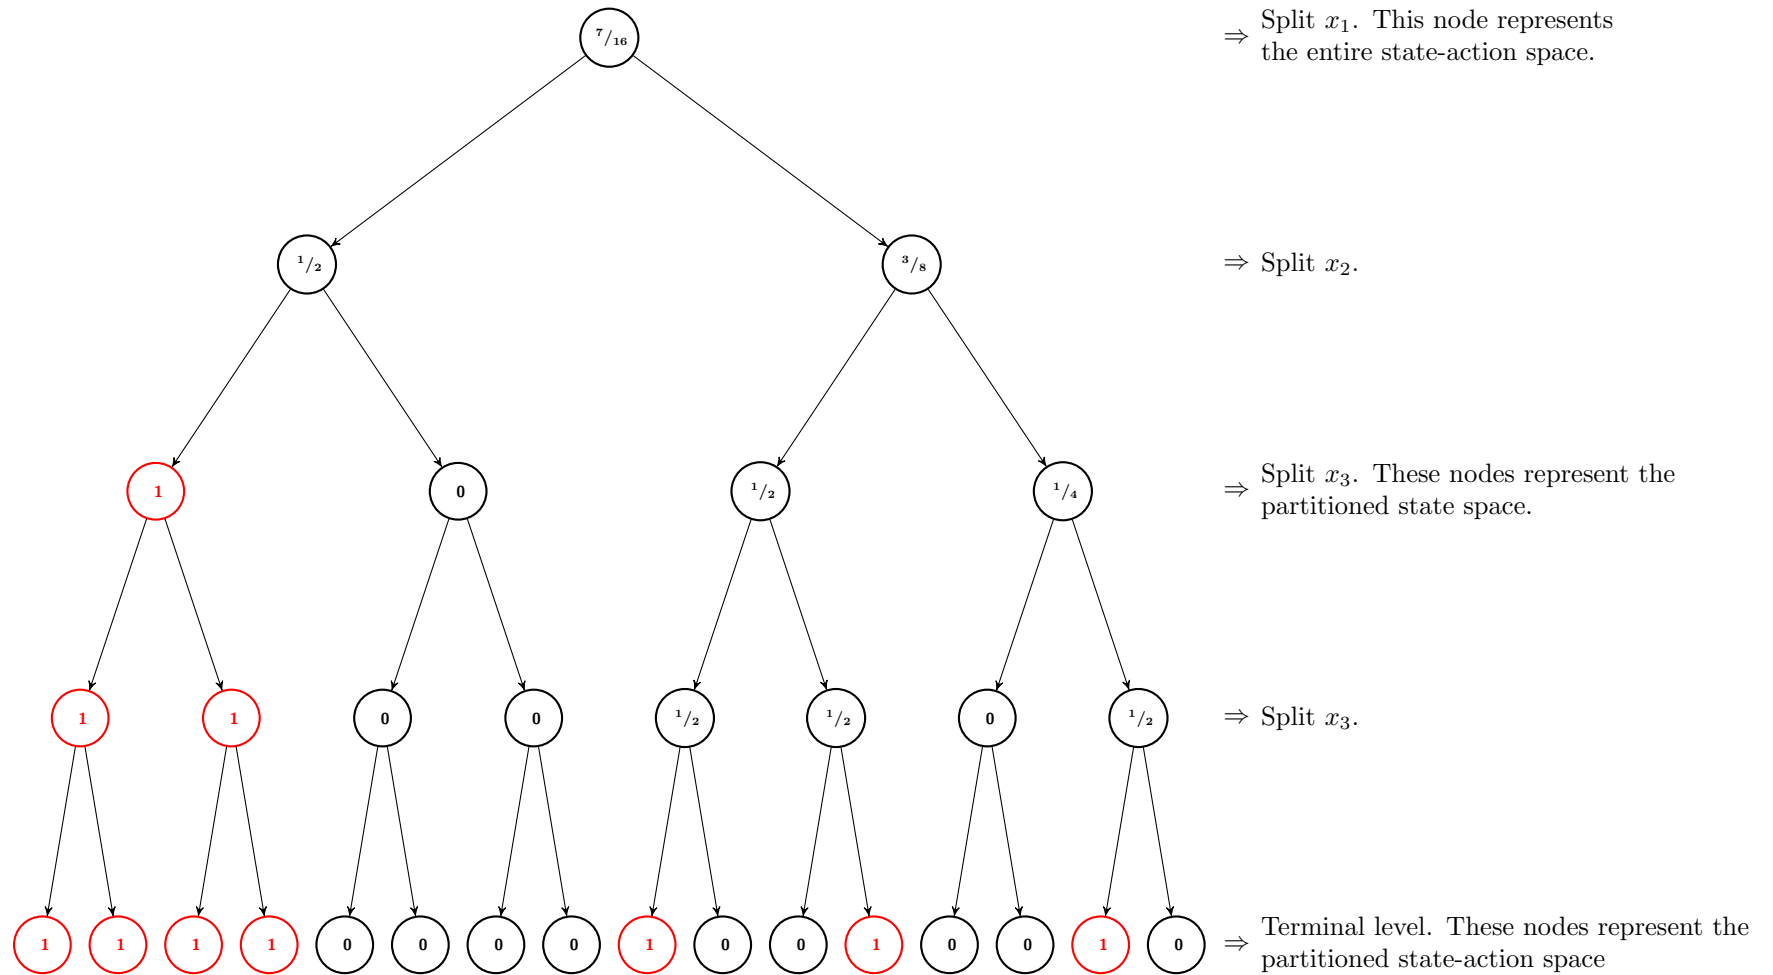 7/16
⇒ Split x1. This node represents
the entire state-action space.
1/2 3/8 ⇒ Split x2.
1 0 1/2 1/4
⇒ Split x3. These nodes represent the
partitioned state space.
1 1 0 0 1/2 1/2 0 1/2 ⇒ Split x3.
1 1 1 1 0 0 0 0 1 0 0 1 0 0 1 0
⇒ Terminal level. These nodes represent the
partitioned state-action space